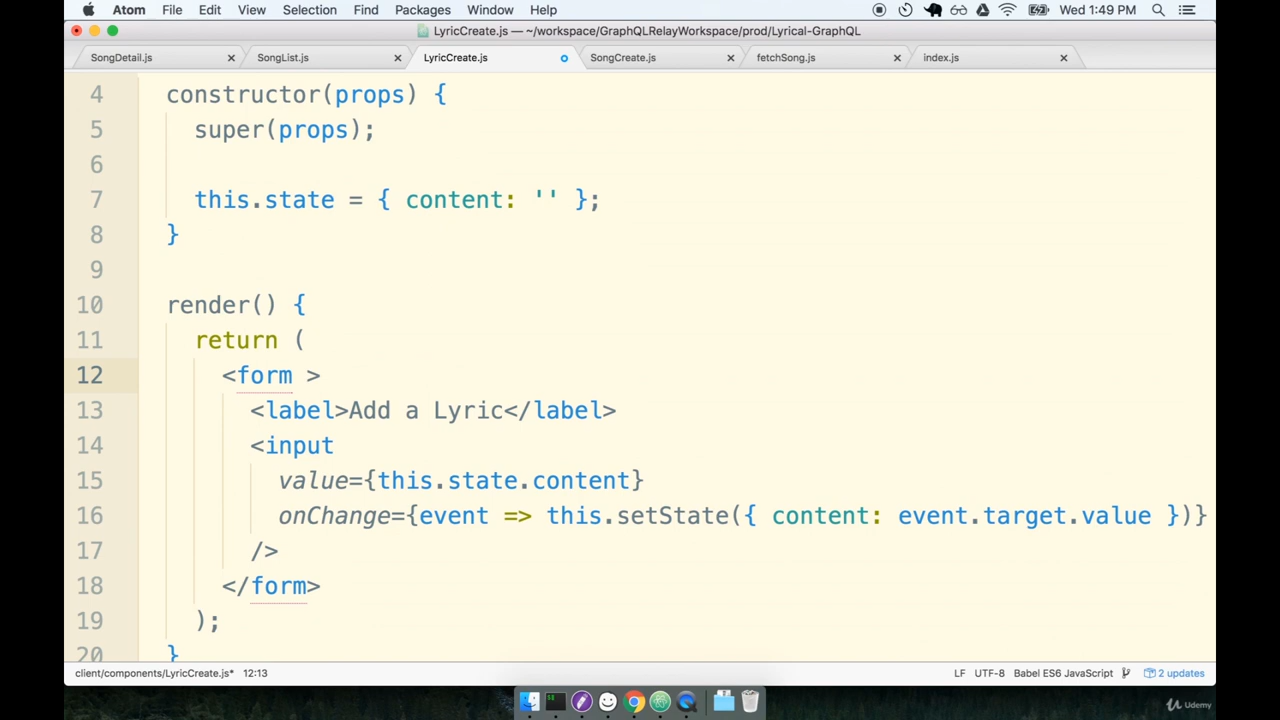 Atom File Edit View Selection Find Packages Window Help Wed 1:49 PM
LyricCreate.js — ~/workspace/GraphQLRelayWorkspace/prod/Lyrical-GraphQL
SongDetail.js SongList.js LyricCreate.js SongCreate.js fetchSong.js index.js
4 constructor(props) {
5 super(props);
6
7 this.state = { content: '' };
8 }
9
10 render() {
11 return (
12 <form >
13 <label>Add a Lyric</label>
14 <input
15 value={this.state.content}
16 onChange={event => this.setState({ content: event.target.value })}
17 />
18 </form>
19 );
20 }
client/components/LyricCreate.js* 12:13 LF UTF-8 Babel ES6 JavaScript 2 updates
Udemy